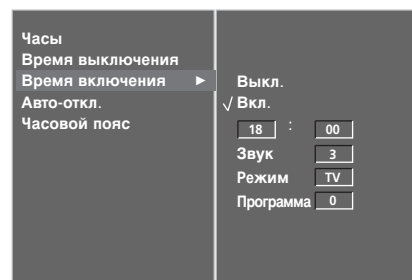 Часы
Время выключения
Время включения ►
Авто-откл.
Часовой пояс
Выкл.
√ Вкл.
18 : 00
Звук 3
Режим TV
Программа 0